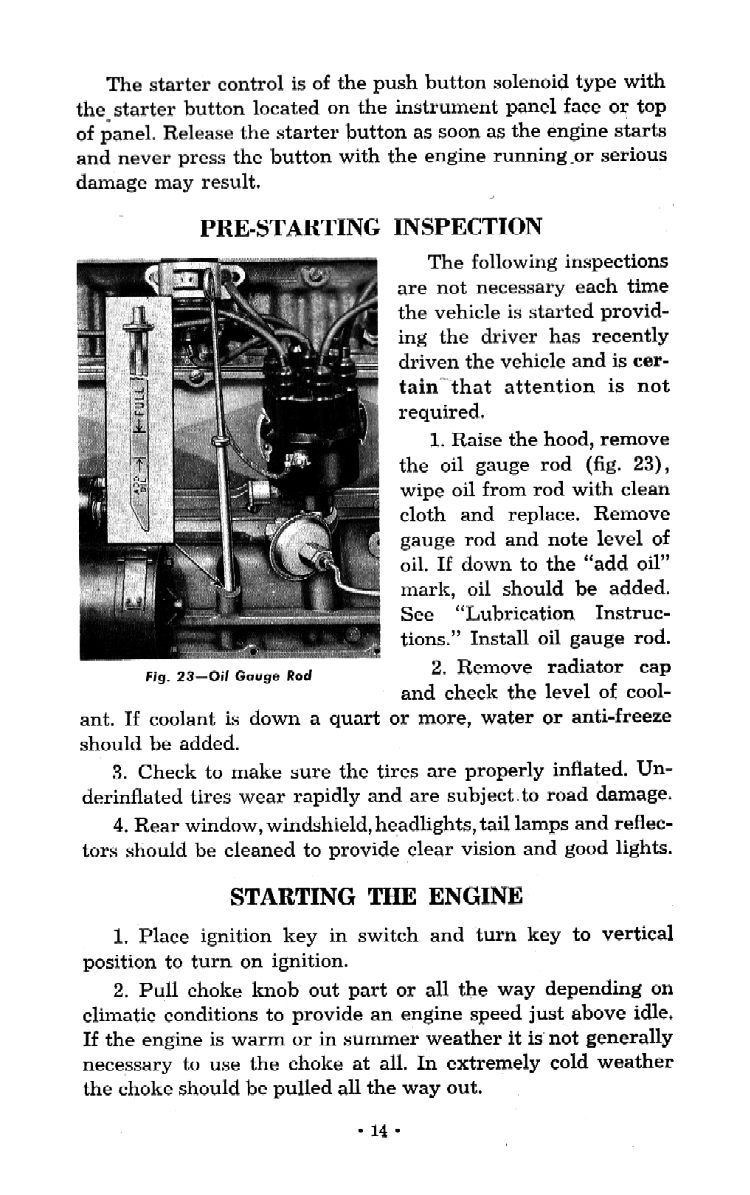 The starter control is of the push button solenoid type with
the starter button located on the instrument panel face or top
of panel. Release the starter button as soon as the engine starts
and never press the button with the engine running or serious
damage may result.
PRE-STARTING INSPECTION
FULL
ADD
OIL
Fig. 23—Oil Gauge Rod
The following inspections
are not necessary each time
the vehicle is started provid-
ing the driver has recently
driven the vehicle and is cer-
tain that attention is not
required.
1. Raise the hood, remove
the oil gauge rod (fig. 23),
wipe oil from rod with clean
cloth and replace. Remove
gauge rod and note level of
oil. If down to the “add oil”
mark, oil should be added.
See “Lubrication Instruc-
tions.” Install oil gauge rod.
2. Remove radiator cap
and check the level of cool-
ant. If coolant is down a quart or more, water or anti-freeze
should be added.
3. Check to make sure the tires are properly inflated. Un-
derinflated tires wear rapidly and are subject to road damage.
4. Rear window, windshield, headlights, tail lamps and reflec-
tors should be cleaned to provide clear vision and good lights.
STARTING THE ENGINE
1. Place ignition key in switch and turn key to vertical
position to turn on ignition.
2. Pull choke knob out part or all the way depending on
climatic conditions to provide an engine speed just above idle.
If the engine is warm or in summer weather it is not generally
necessary to use the choke at all. In extremely cold weather
the choke should be pulled all the way out.
• 14 •